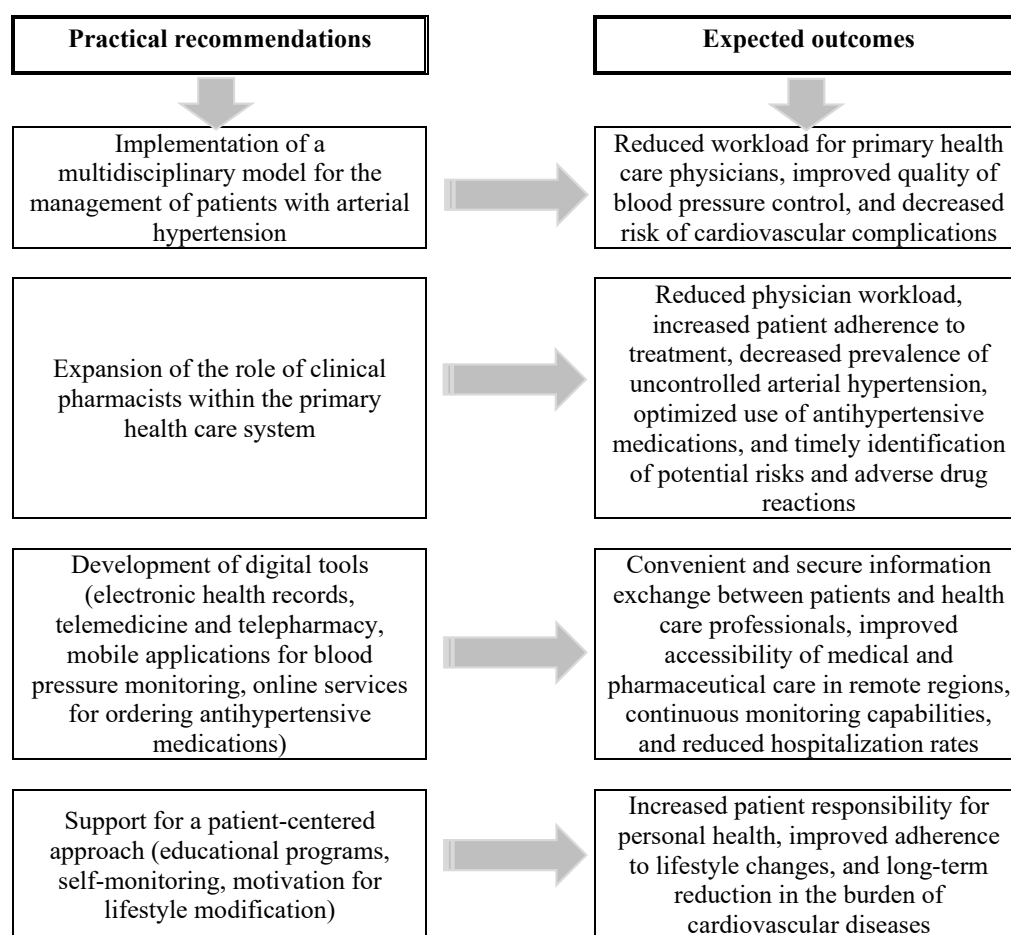 Practical recommendations
Expected outcomes
Implementation of a
multidisciplinary model for the
management of patients with arterial
hypertension
Reduced workload for primary health
care physicians, improved quality of
blood pressure control, and decreased
risk of cardiovascular complications
Expansion of the role of clinical
pharmacists within the primary
health care system
Reduced physician workload,
increased patient adherence to
treatment, decreased prevalence of
uncontrolled arterial hypertension,
optimized use of antihypertensive
medications, and timely identification
of potential risks and adverse drug
reactions
Development of digital tools
(electronic health records,
telemedicine and telepharmacy,
mobile applications for blood
pressure monitoring, online services
for ordering antihypertensive
medications)
Convenient and secure information
exchange between patients and health
care professionals, improved
accessibility of medical and
pharmaceutical care in remote regions,
continuous monitoring capabilities,
and reduced hospitalization rates
Support for a patient-centered
approach (educational programs,
self-monitoring, motivation for
lifestyle modification)
Increased patient responsibility for
personal health, improved adherence
to lifestyle changes, and long-term
reduction in the burden of
cardiovascular diseases